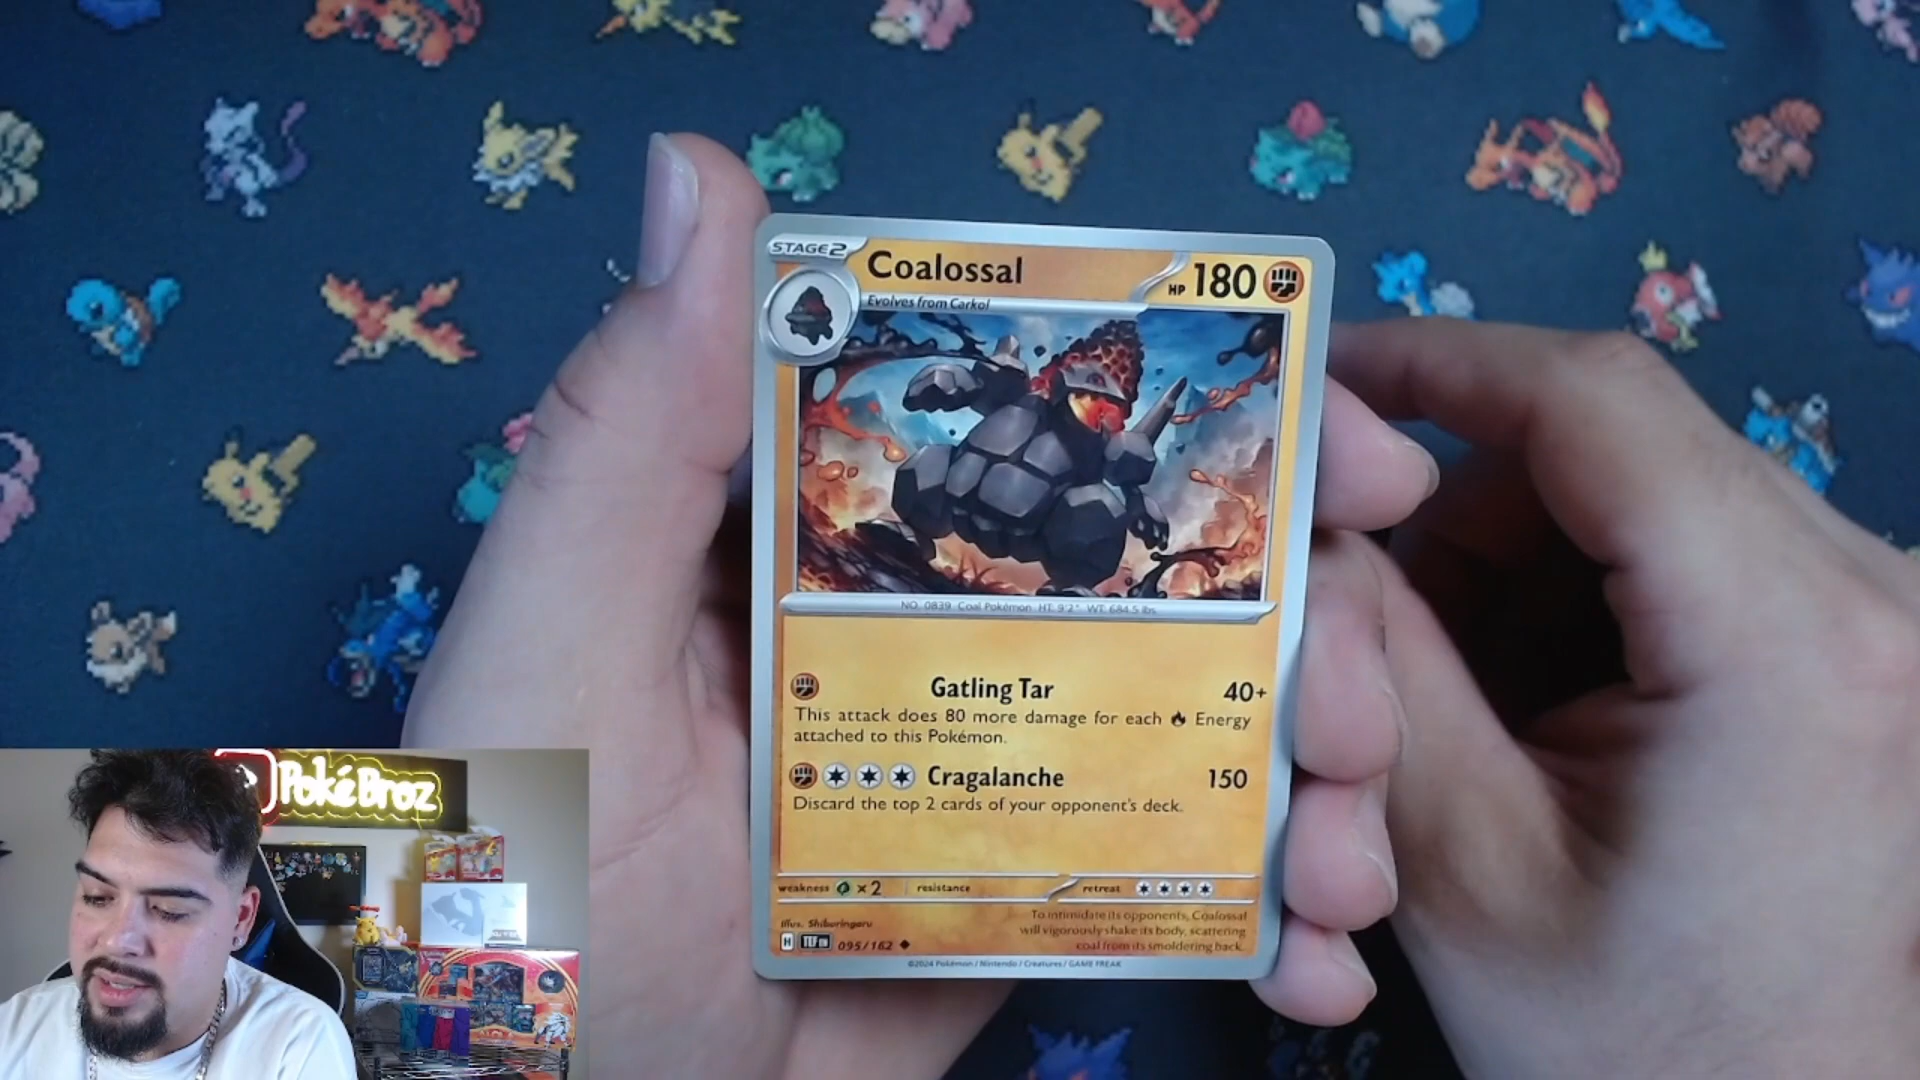 STAGE2
Coalossal
HP 180
Evolves from Carkol
NO. 0839 Coal Pokémon HT: 9'2" WT: 684.5 lbs.
Gatling Tar 40+
This attack does 80 more damage for each Energy
attached to this Pokémon.
Cragalanche 150
Discard the top 2 cards of your opponent's deck.
weakness ×2 resistance retreat
Illus. Shiburingaru
To intimidate its opponents, Coalossal
will vigorously shake its body, scattering
coal from its smoldering back.
H TEF EN 095/162
©2024 Pokémon / Nintendo / Creatures / GAME FREAK
PokéBroz